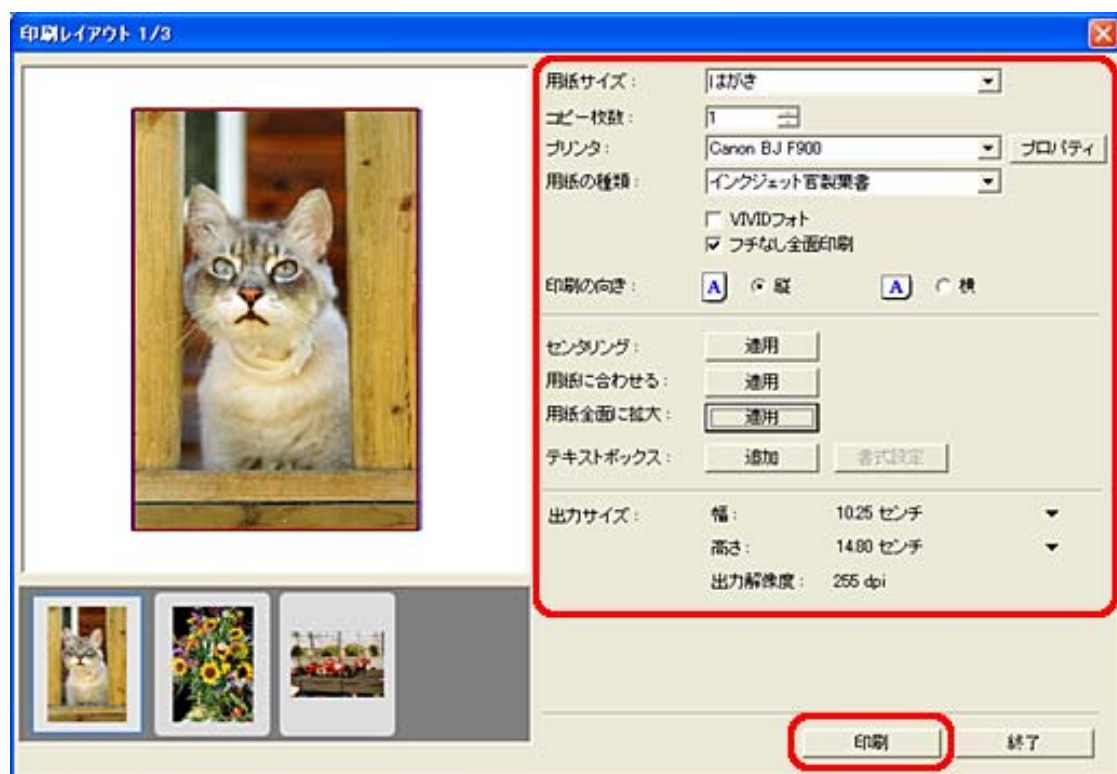 印刷レイアウト 1/3
用紙サイズ： はがき
コピー枚数： 1
プリンタ： Canon BJ F900 プロパティ
用紙の種類： インクジェット官製葉書
VIVIDフォト
フチなし全面印刷
印刷の向き： A 縦 A 横
センタリング： 適用
用紙に合わせる： 適用
用紙全面に拡大： 適用
テキストボックス： 追加 書式設定
出力サイズ： 幅： 10.25 センチ
高さ： 14.80 センチ
出力解像度： 255 dpi
印刷 終了